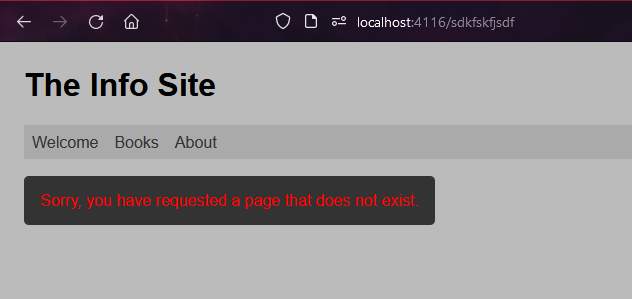 localhost:4116/sdkfskfjsdf
The Info Site
Welcome Books About
Sorry, you have requested a page that does not exist.